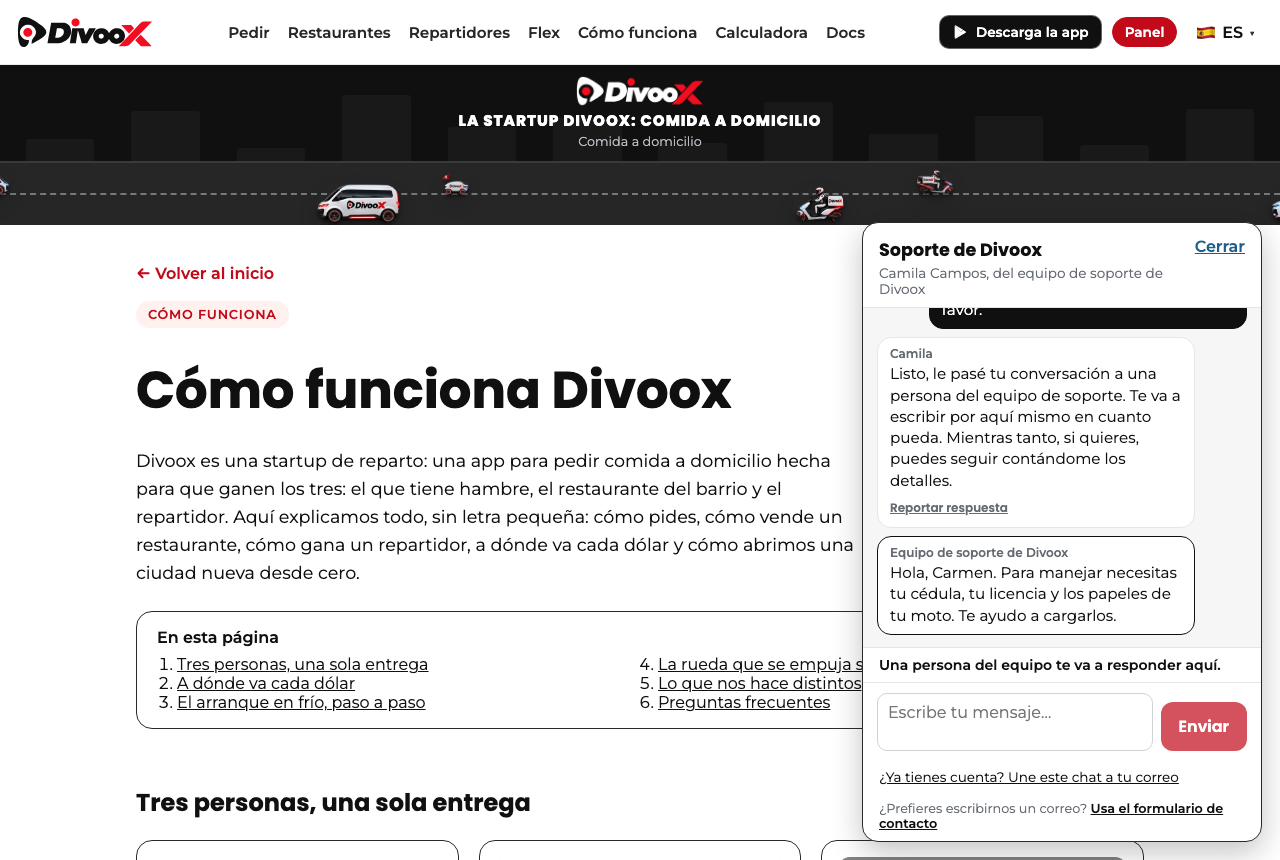 DivooX
Pedir Restaurantes Repartidores Flex Cómo funciona Calculadora Docs
Descarga la app
Panel
ES
DivooX
LA STARTUP DIVOOX: COMIDA A DOMICILIO
Comida a domicilio
DivooX
← Volver al inicio
CÓMO FUNCIONA
Cómo funciona Divoox
Divoox es una startup de reparto: una app para pedir comida a domicilio hecha
para que ganen los tres: el que tiene hambre, el restaurante del barrio y el
repartidor. Aquí explicamos todo, sin letra pequeña: cómo pides, cómo vende un
restaurante, cómo gana un repartidor, a dónde va cada dólar y cómo abrimos una
ciudad nueva desde cero.
En esta página
1. Tres personas, una sola entrega
2. A dónde va cada dólar
3. El arranque en frío, paso a paso
4. La rueda que se empuja s
5. Lo que nos hace distintos
6. Preguntas frecuentes
Tres personas, una sola entrega
Soporte de Divoox
Cerrar
Camila Campos, del equipo de soporte de
Divoox
favor.
Camila
Listo, le pasé tu conversación a una
persona del equipo de soporte. Te va a
escribir por aquí mismo en cuanto
pueda. Mientras tanto, si quieres,
puedes seguir contándome los
detalles.
Reportar respuesta
Equipo de soporte de Divoox
Hola, Carmen. Para manejar necesitas
tu cédula, tu licencia y los papeles de
tu moto. Te ayudo a cargarlos.
Una persona del equipo te va a responder aquí.
Escribe tu mensaje...
Enviar
¿Ya tienes cuenta? Une este chat a tu correo
¿Prefieres escribirnos un correo? Usa el formulario de
contacto